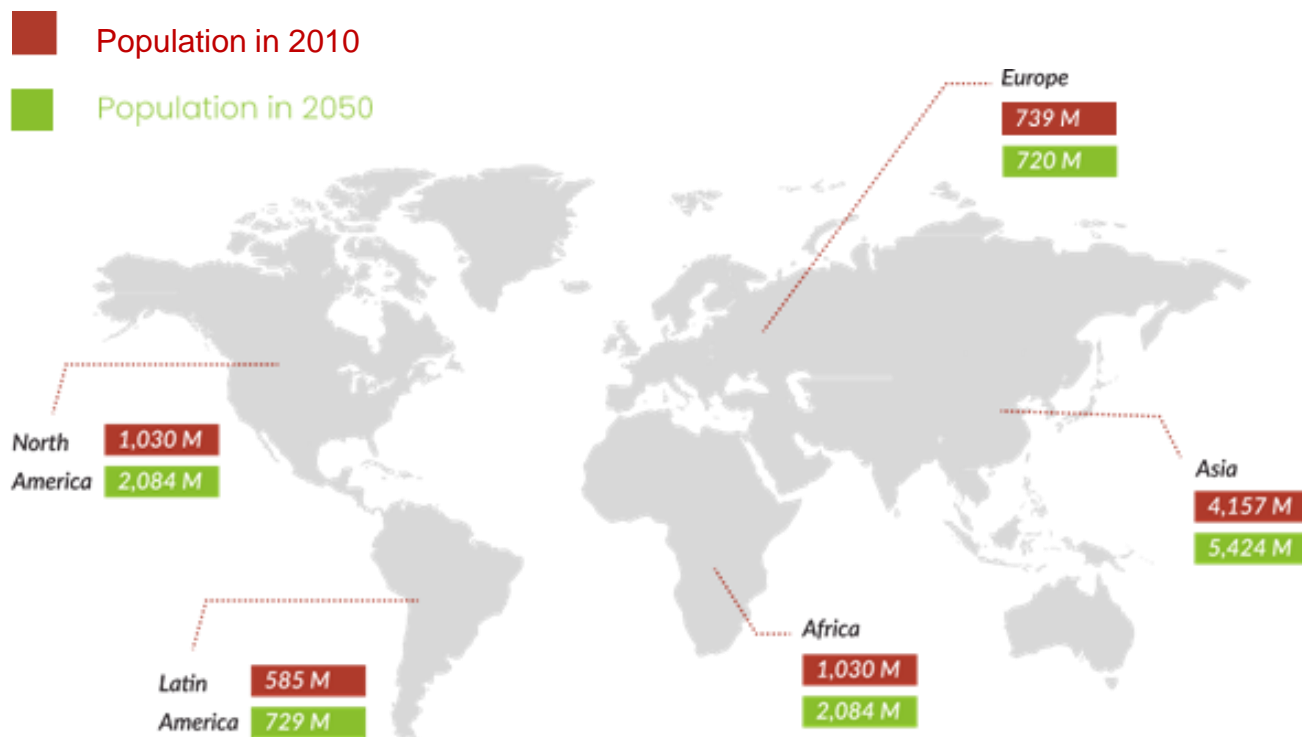 Population in 2010
Population in 2050
Europe
739 M
720 M
North
America
1,030 M
2,084 M
Asia
4,157 M
5,424 M
Latin
America
585 M
729 M
Africa
1,030 M
2,084 M